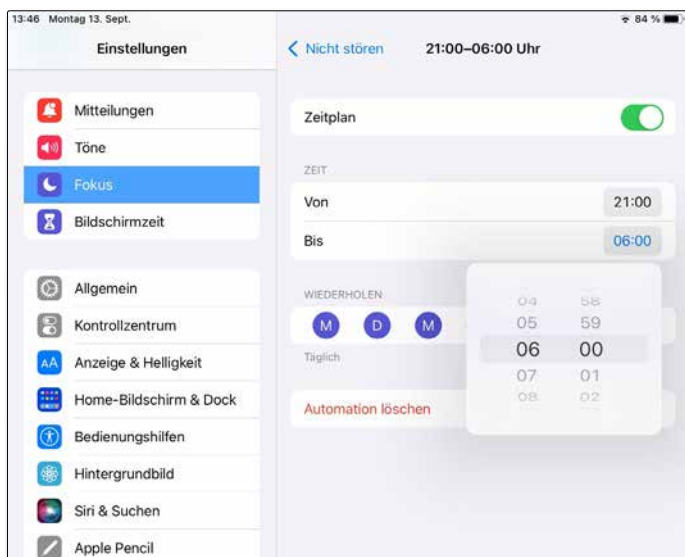 13:46 Montag 13. Sept.
84 %
Einstellungen
Nicht stören
21:00–06:00 Uhr
Mitteilungen
Töne
Fokus
Bildschirmzeit
Allgemein
Kontrollzentrum
AA
Anzeige & Helligkeit
Home-Bildschirm & Dock
Bedienungshilfen
Hintergrundbild
Siri & Suchen
Apple Pencil
Zeitplan
ZEIT
Von
21:00
Bis
06:00
WIEDERHOLEN
M D M
Täglich
Automation löschen
04 58
05 59
06 00
07 01
08 02